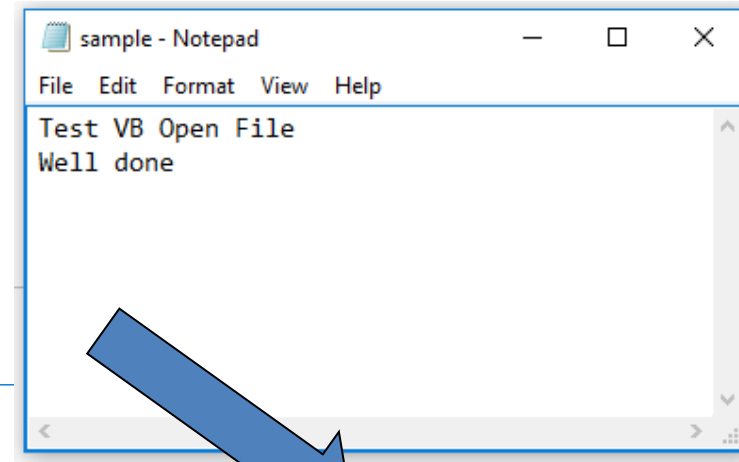 sample - Notepad
File Edit Format View Help
Test VB Open File
Well done